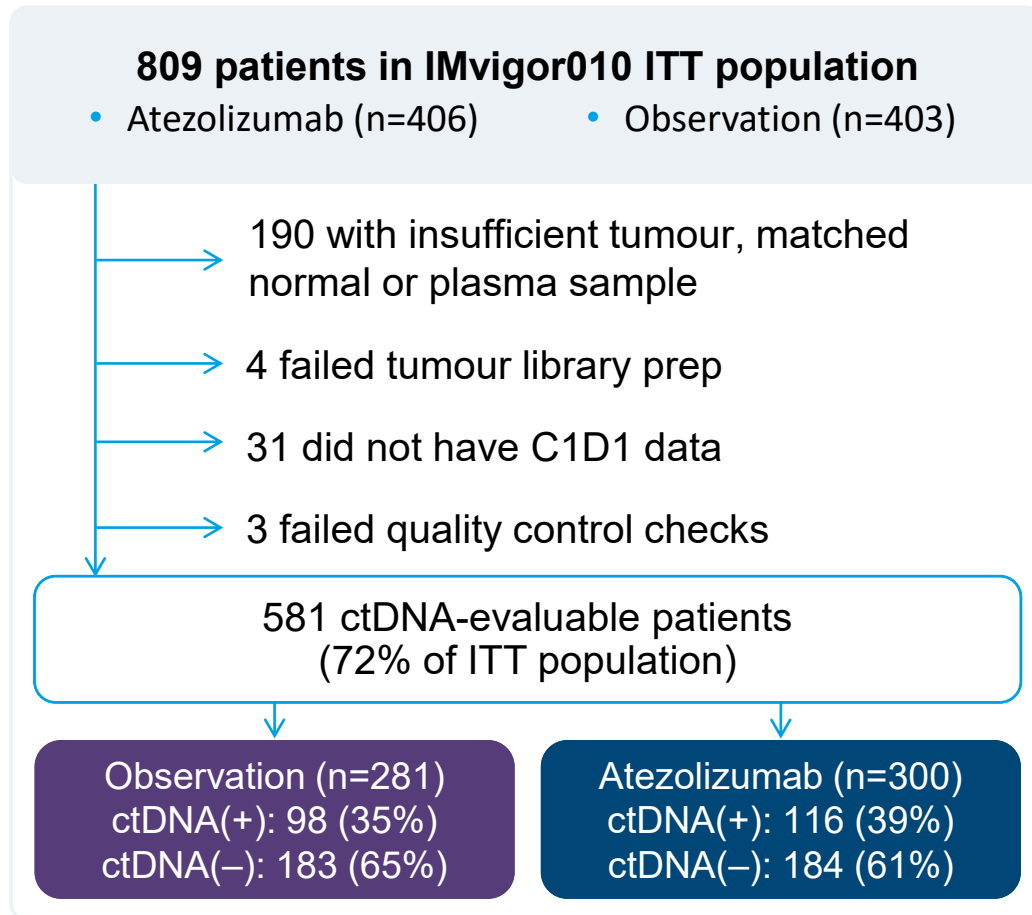 809 patients in IMvigor010 ITT population
• Atezolizumab (n=406) • Observation (n=403)
190 with insufficient tumour, matched
normal or plasma sample
4 failed tumour library prep
31 did not have C1D1 data
3 failed quality control checks
581 ctDNA-evaluable patients
(72% of ITT population)
Observation (n=281)
ctDNA(+): 98 (35%)
ctDNA(–): 183 (65%)
Atezolizumab (n=300)
ctDNA(+): 116 (39%)
ctDNA(–): 184 (61%)